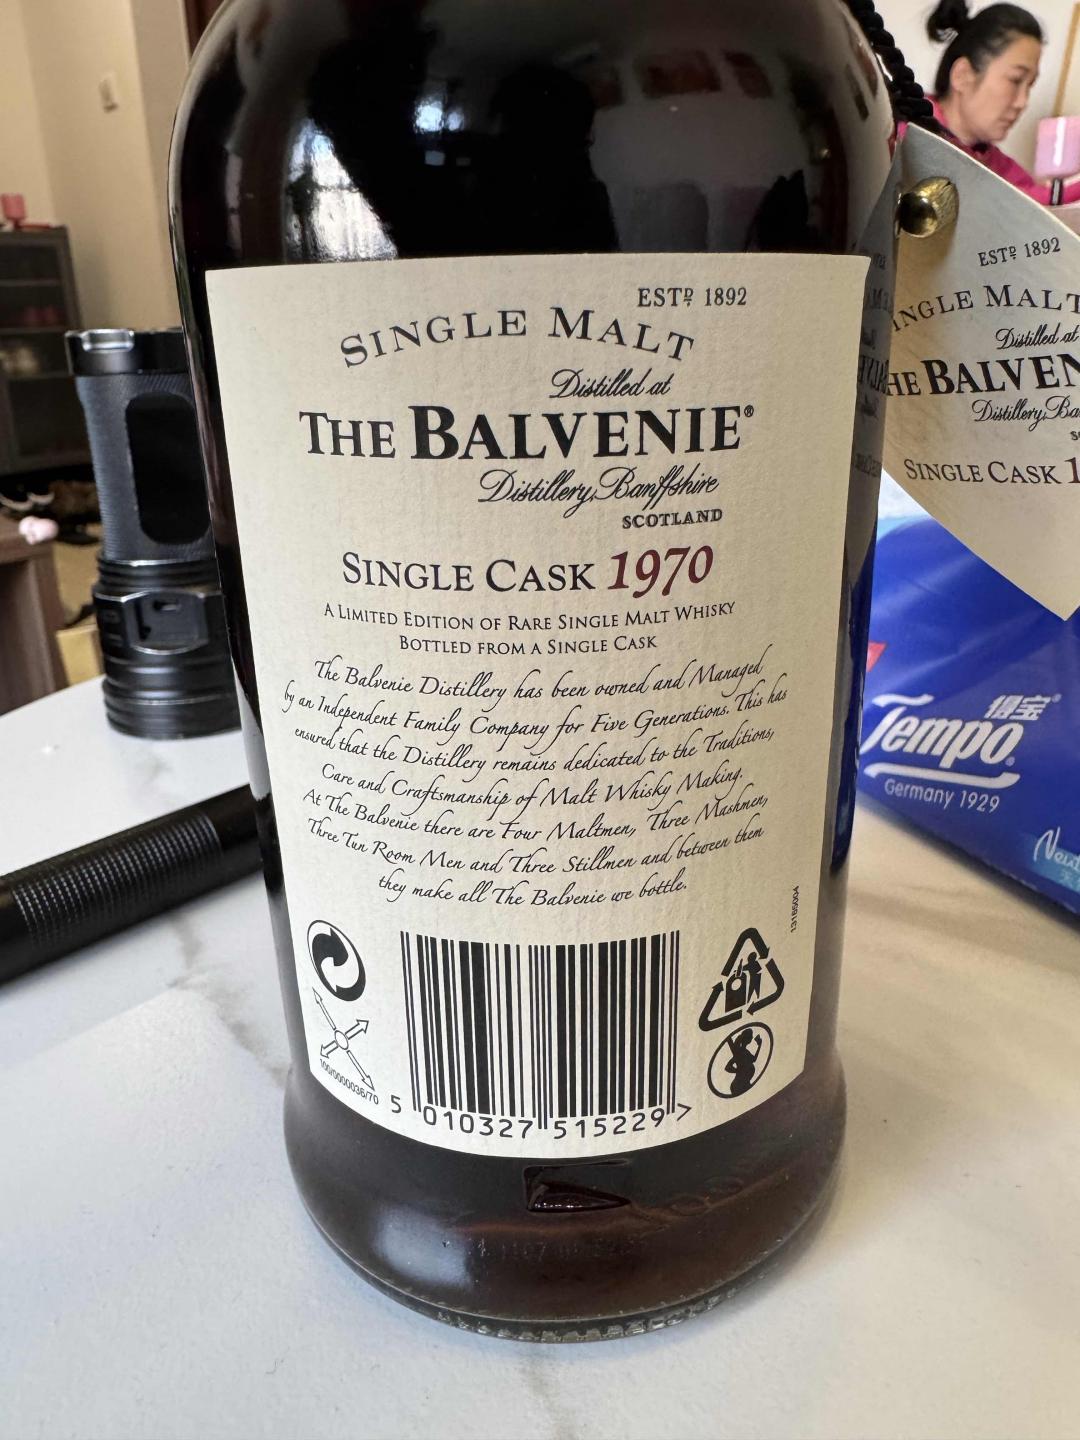 ESTD 1892
SINGLE MALT
Distilled at
THE BALVENIE®
Distillery, Banffshire
SCOTLAND
SINGLE CASK 1970
A LIMITED EDITION OF RARE SINGLE MALT WHISKY
BOTTLED FROM A SINGLE CASK
The Balvenie Distillery has been owned and Managed
by an Independent Family Company for Five Generations. This has
ensured that the Distillery remains dedicated to the Traditions,
Care and Craftsmanship of Malt Whisky Making.
At The Balvenie there are Four Maltmen, Three Mashmen,
Three Tun Room Men and Three Stillmen and between them
they make all The Balvenie we bottle.
13185004
100/0000036/70
5 010327 515229 >
ESTD 1892
INGLE MALT
Distilled at
HE BALVEN
Distillery, Ba
SINGLE CASK 1
得宝®
Tempo®
Germany 1929